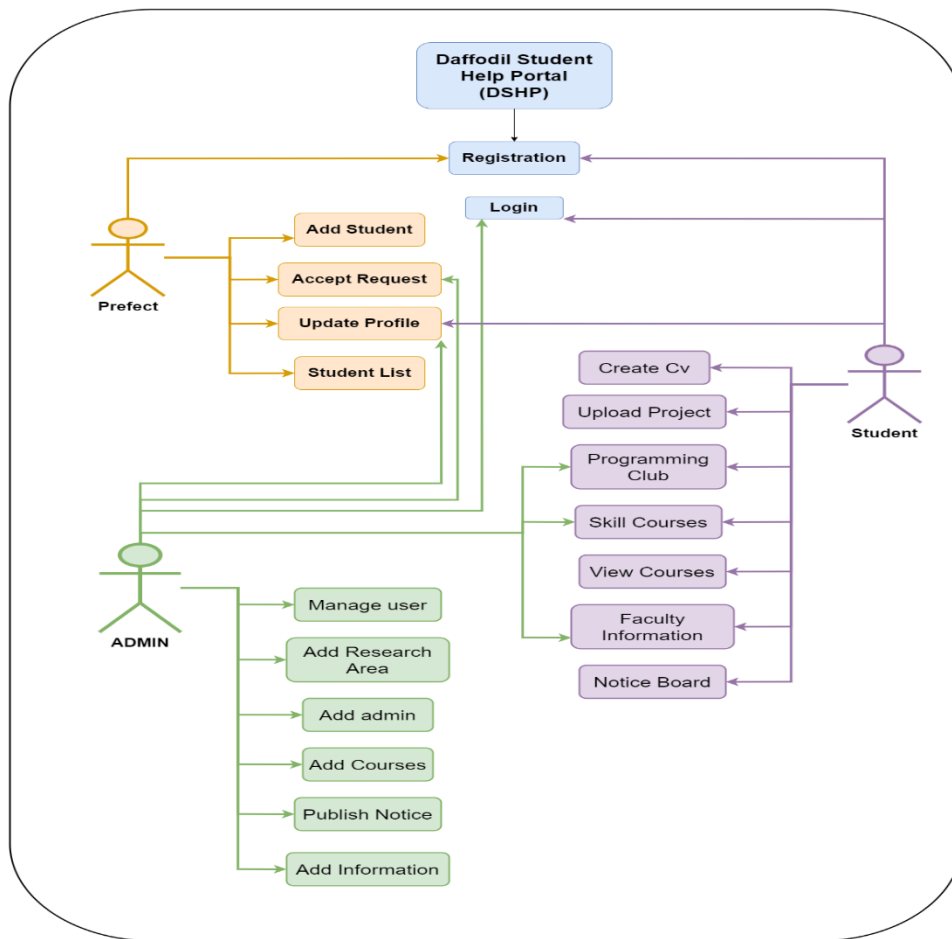 Daffodil Student
Help Portal
(DSHP)
Registration
Login
Add Student
Accept Request
Prefect
Update Profile
Student List
Create Cv
Upload Project
Student
Programming
Club
Skill Courses
View Courses
Faculty
Information
Notice Board
ADMIN
Manage user
Add Research
Area
Add admin
Add Courses
Publish Notice
Add Information